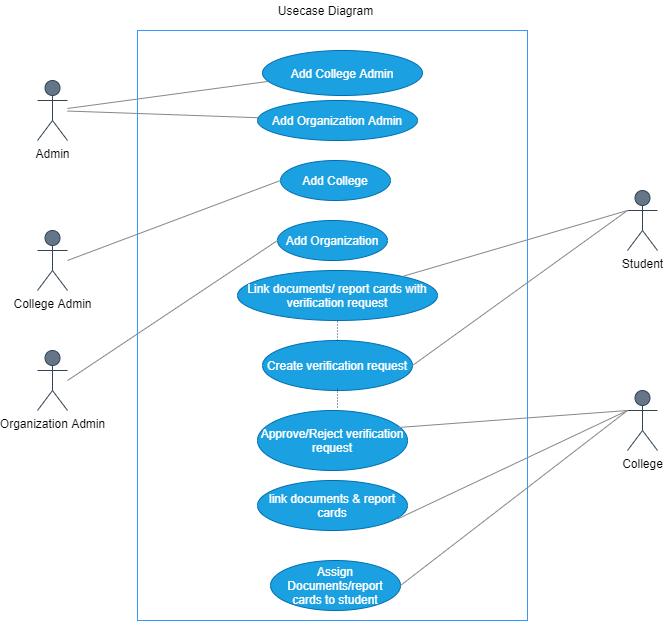 Usecase Diagram
Add College Admin
Add Organization Admin
Admin
Add College
Student
College Admin
Add Organization
Link documents/ report cards with
verification request
Create verification request
Organization Admin
Approve/Reject verification
request
College
link documents & report
cards
Assign
Documents/report
cards to student